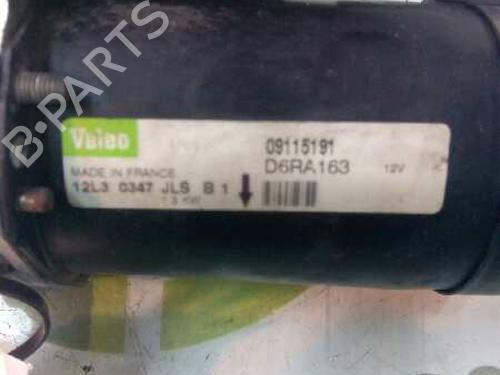 B-PARTS
Valeo
09115191
MADE IN FRANCE
D6RA163
12V
12L3 0347 JLS B 1